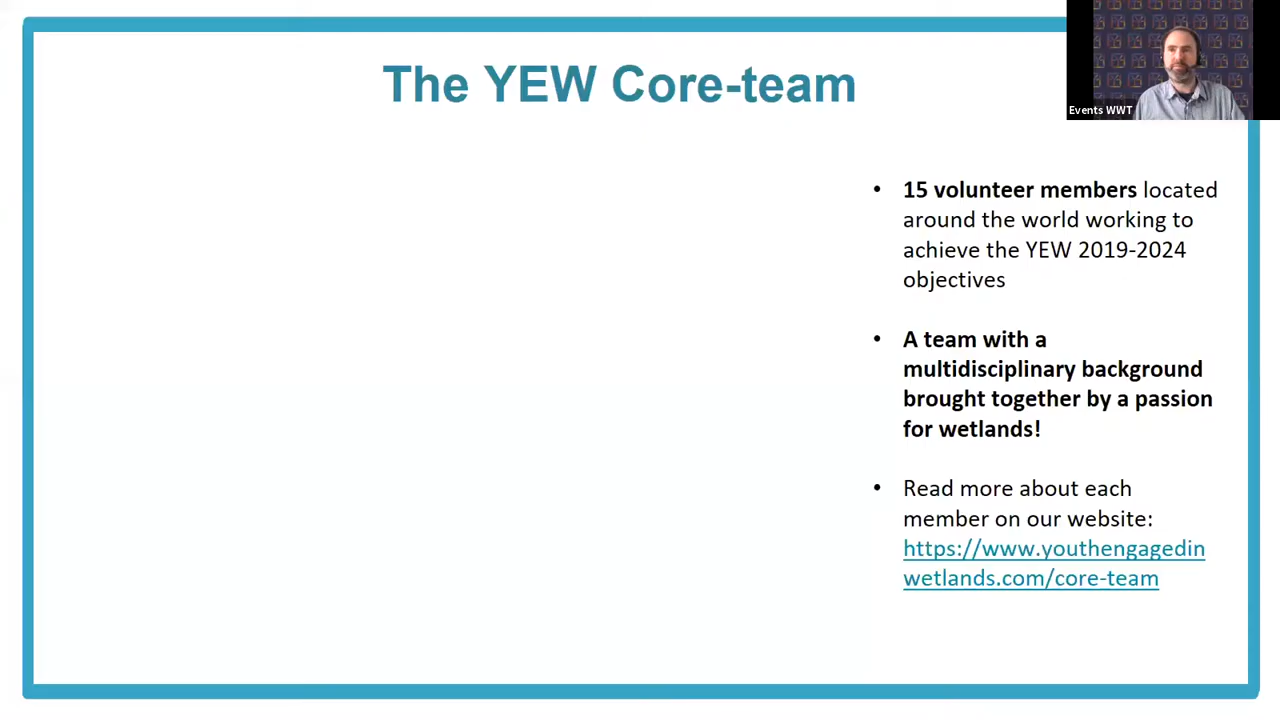 The YEW Core-team
Events WWT
• 15 volunteer members located
around the world working to
achieve the YEW 2019-2024
objectives
• A team with a
multidisciplinary background
brought together by a passion
for wetlands!
• Read more about each
member on our website:
https://www.youthengagedin
wetlands.com/core-team